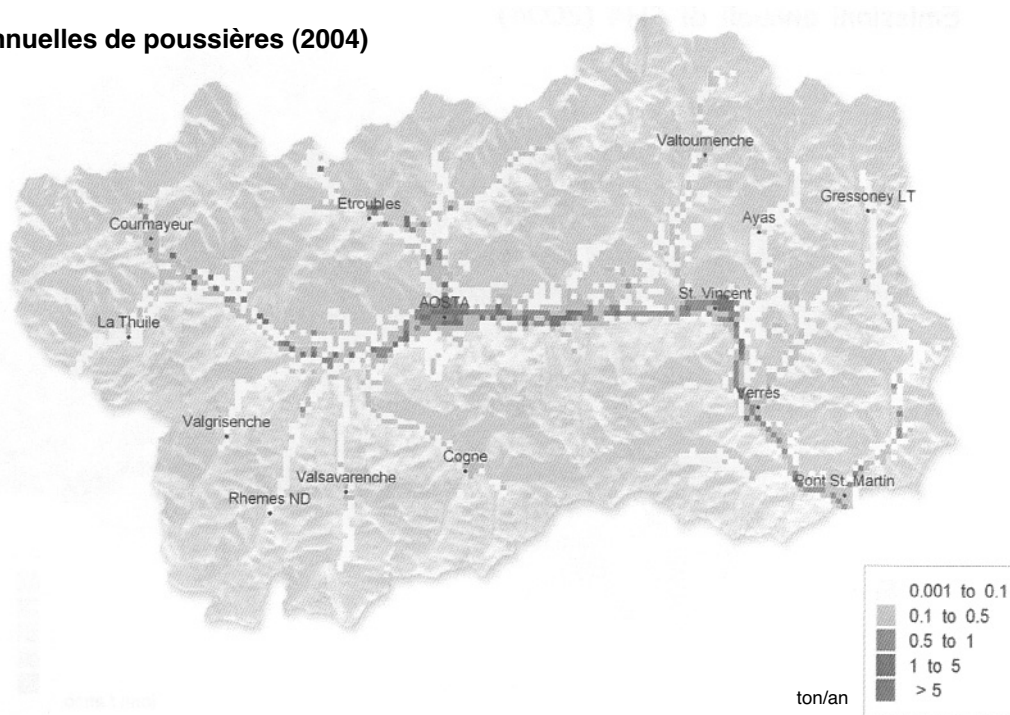 nnuelles de poussières (2004)
Valtournenche
Etroubles
Gressoney LT
Courmayeur
Ayas
AOSTA
St. Vincent
La Thuile
Verrès
Valgrisenche
Cogne
Valsavarenche
Pont St. Martin
Rhemes ND
0.001 to 0.1
0.1 to 0.5
0.5 to 1
1 to 5
> 5
ton/an